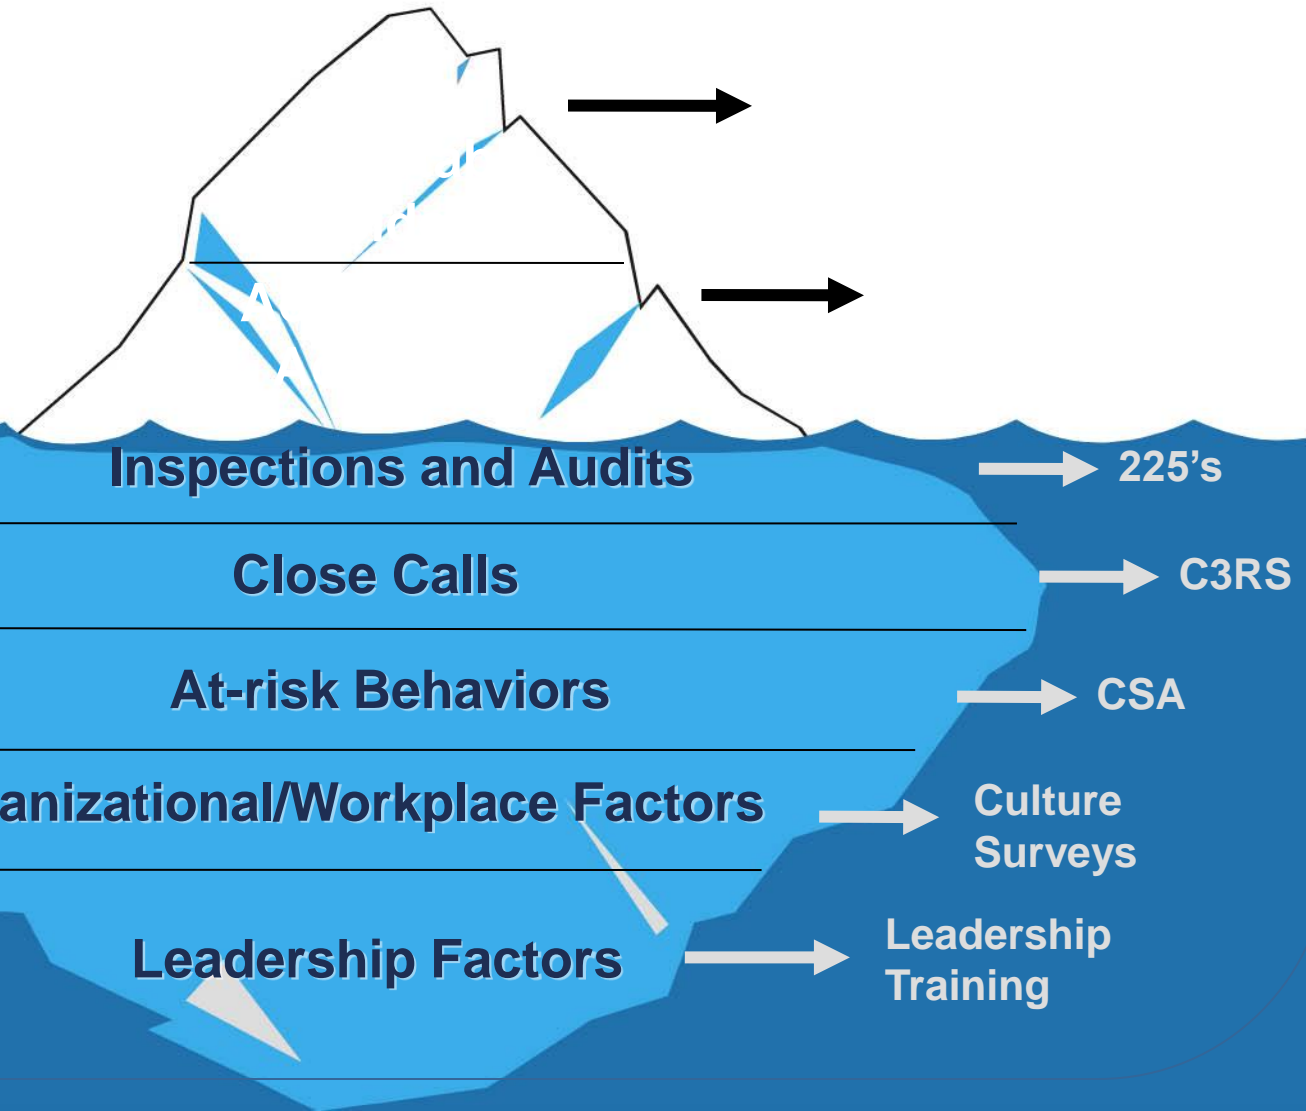 Inspections and Audits
225’s
Close Calls
C3RS
At-risk Behaviors
CSA
anizational/Workplace Factors
Culture
Surveys
Leadership Factors
Leadership
Training